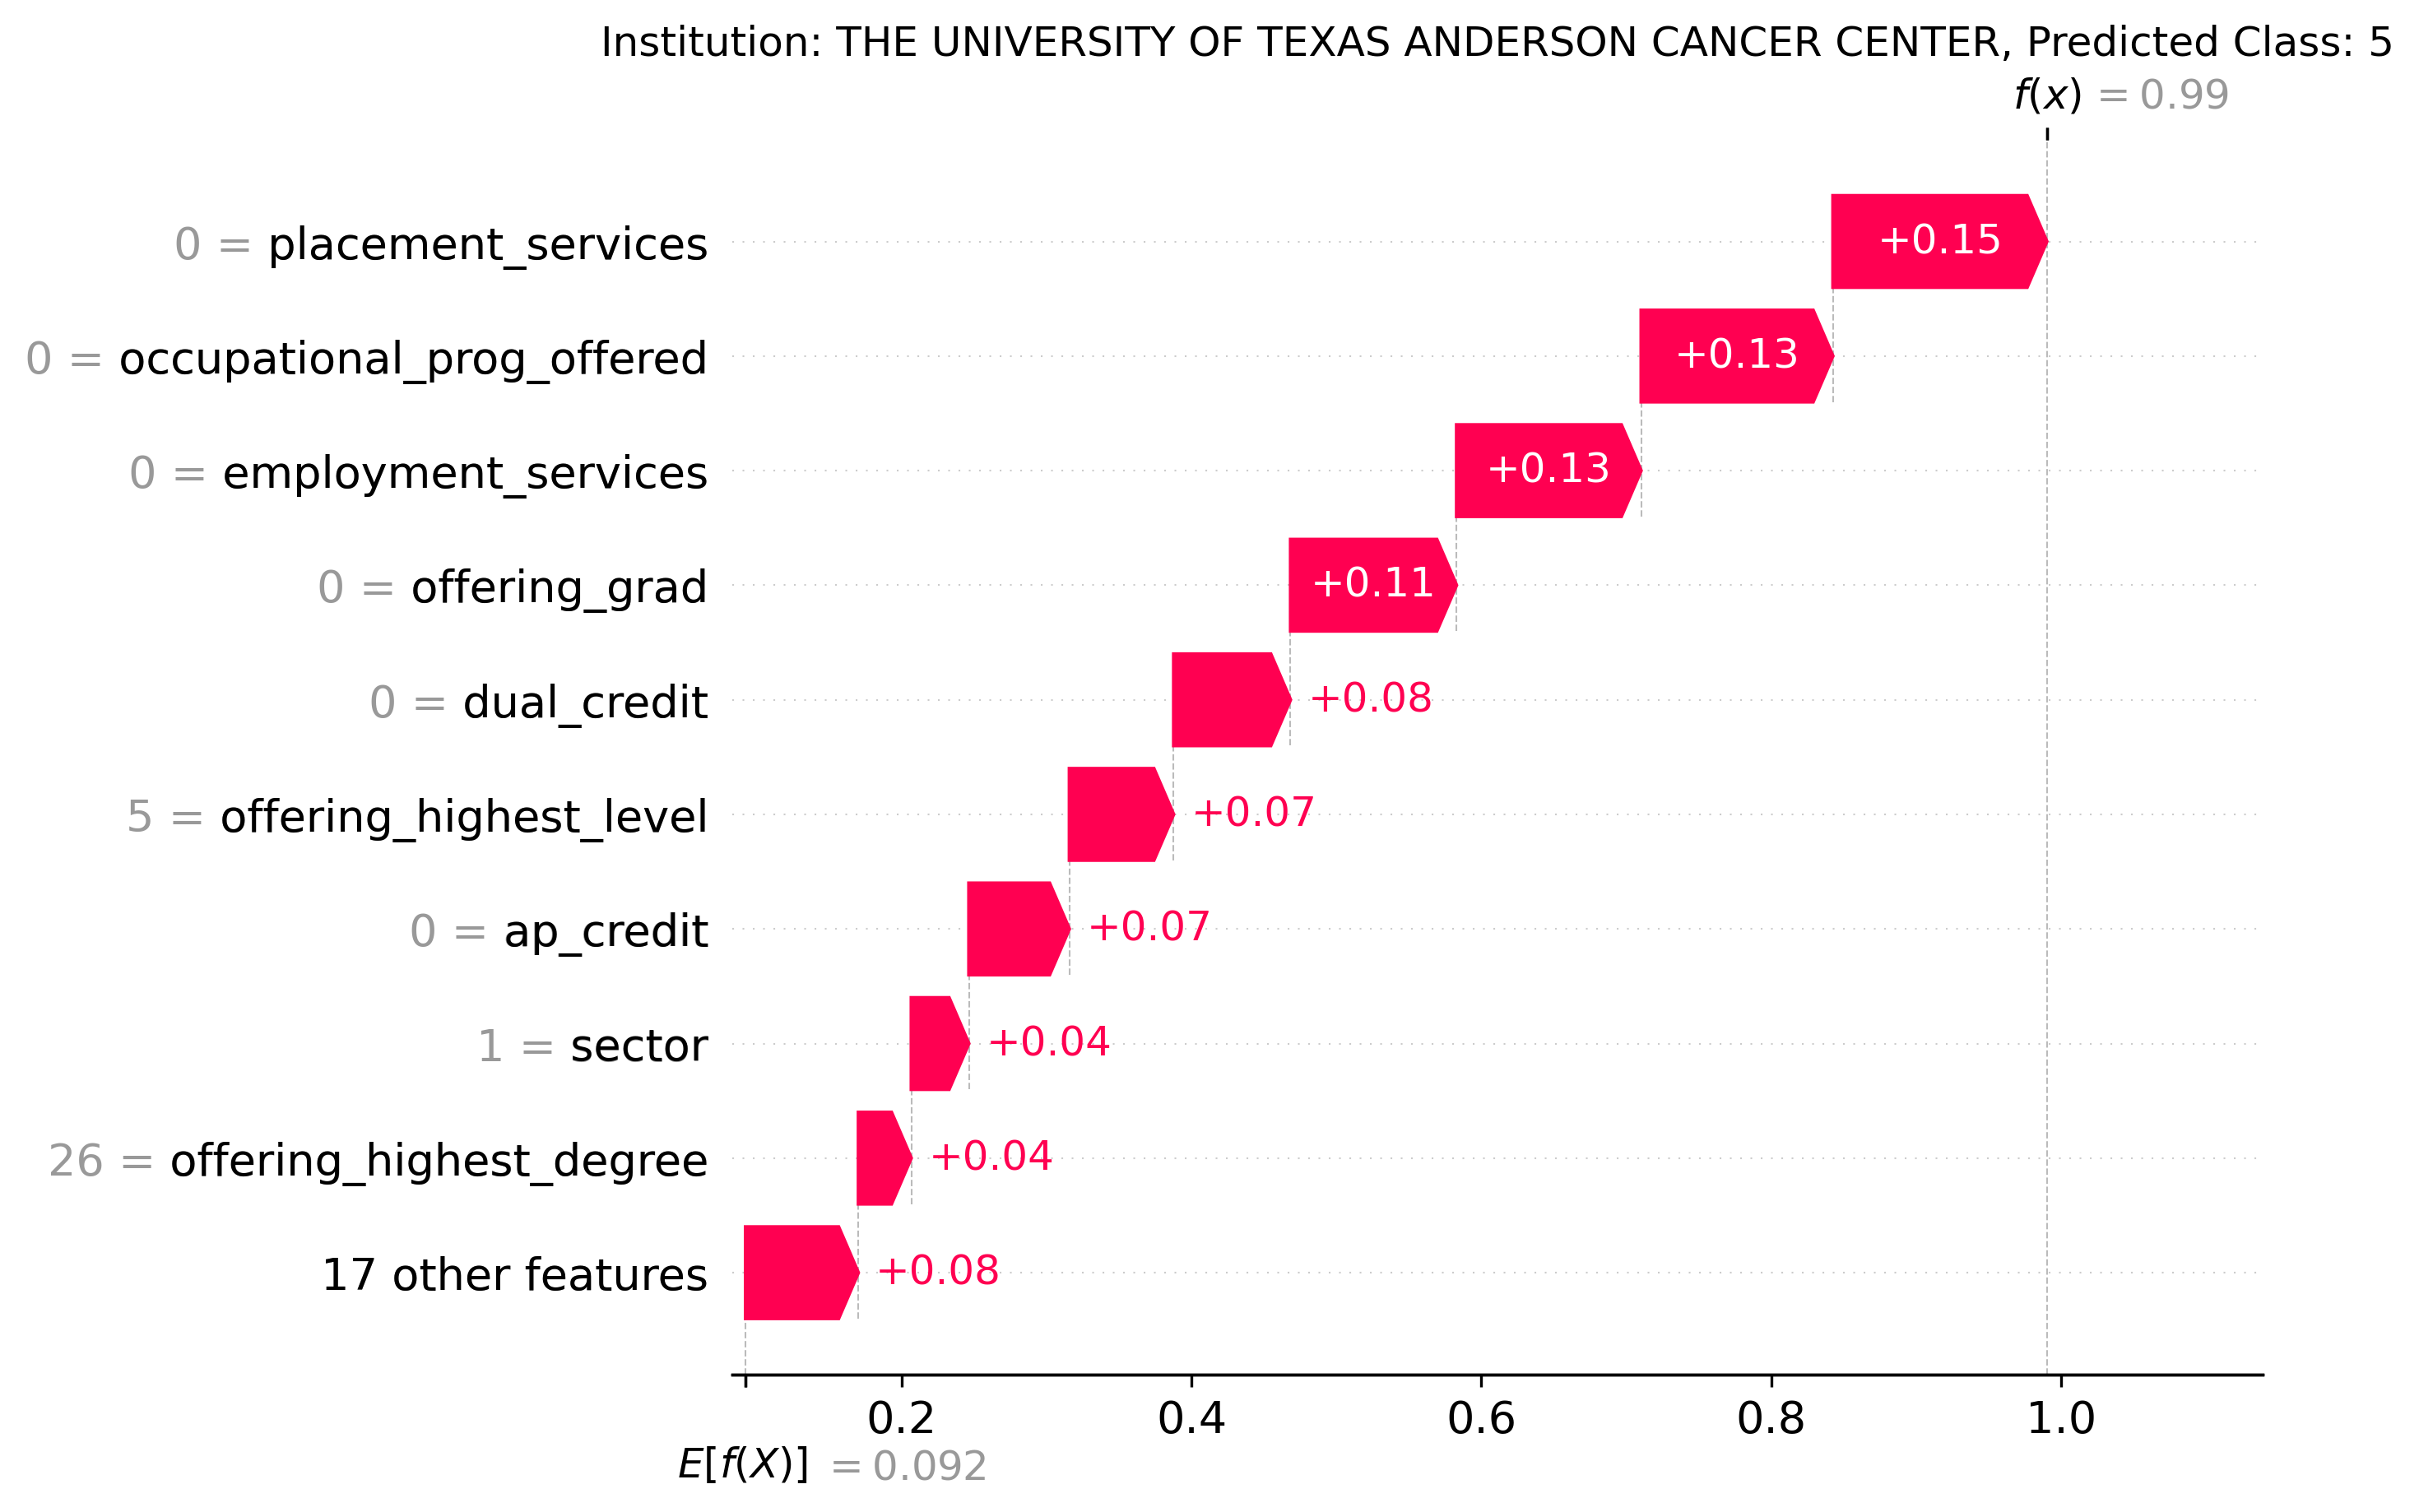 Institution: THE UNIVERSITY OF TEXAS ANDERSON CANCER CENTER, Predicted Class: 5
f(x) = 0.99
0 = placement_services +0.15
0 = occupational_prog_offered +0.13
0 = employment_services +0.13
0 = offering_grad +0.11
0 = dual_credit +0.08
5 = offering_highest_level +0.07
0 = ap_credit +0.07
1 = sector +0.04
26 = offering_highest_degree +0.04
17 other features +0.08
0.2 0.4 0.6 0.8 1.0
E[f(X)] = 0.092